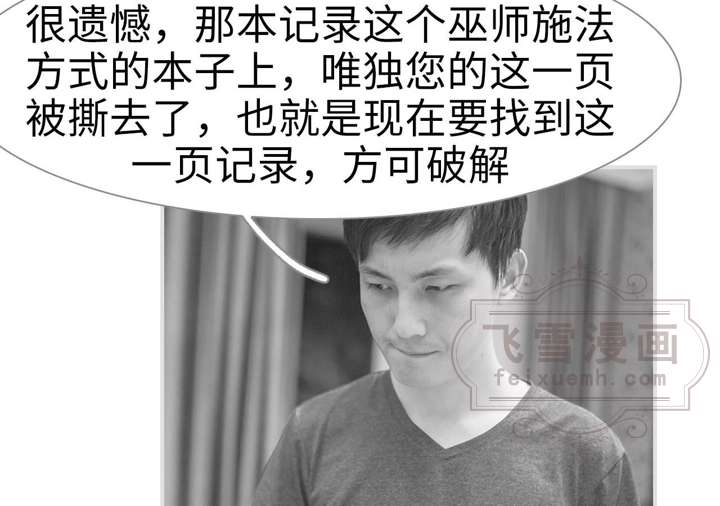 很遗憾，那本记录这个巫师施法
方式的本子上，唯独您的这一页
被撕去了，也就是现在要找到这
一页记录，方可破解
飞雪漫画
feixuemh.com